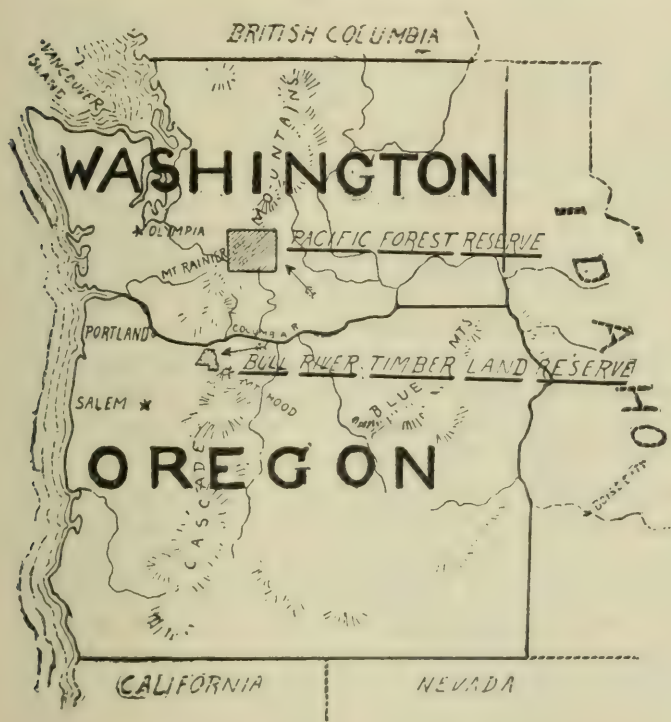 BRITISH COLUMBIA
VANCOUVER
ISLAND
MOUNTAINS
WASHINGTON
OLYMPIA
PACIFIC FOREST RESERVE
MT RAINIER
IDAHO
COLUMBIA R
PORTLAND
BULL RIVER TIMBER LAND RESERVE
MT HOOD
BLUE MTS
SALEM
OREGON
CASCADE
CALIFORNIA
NEVADA